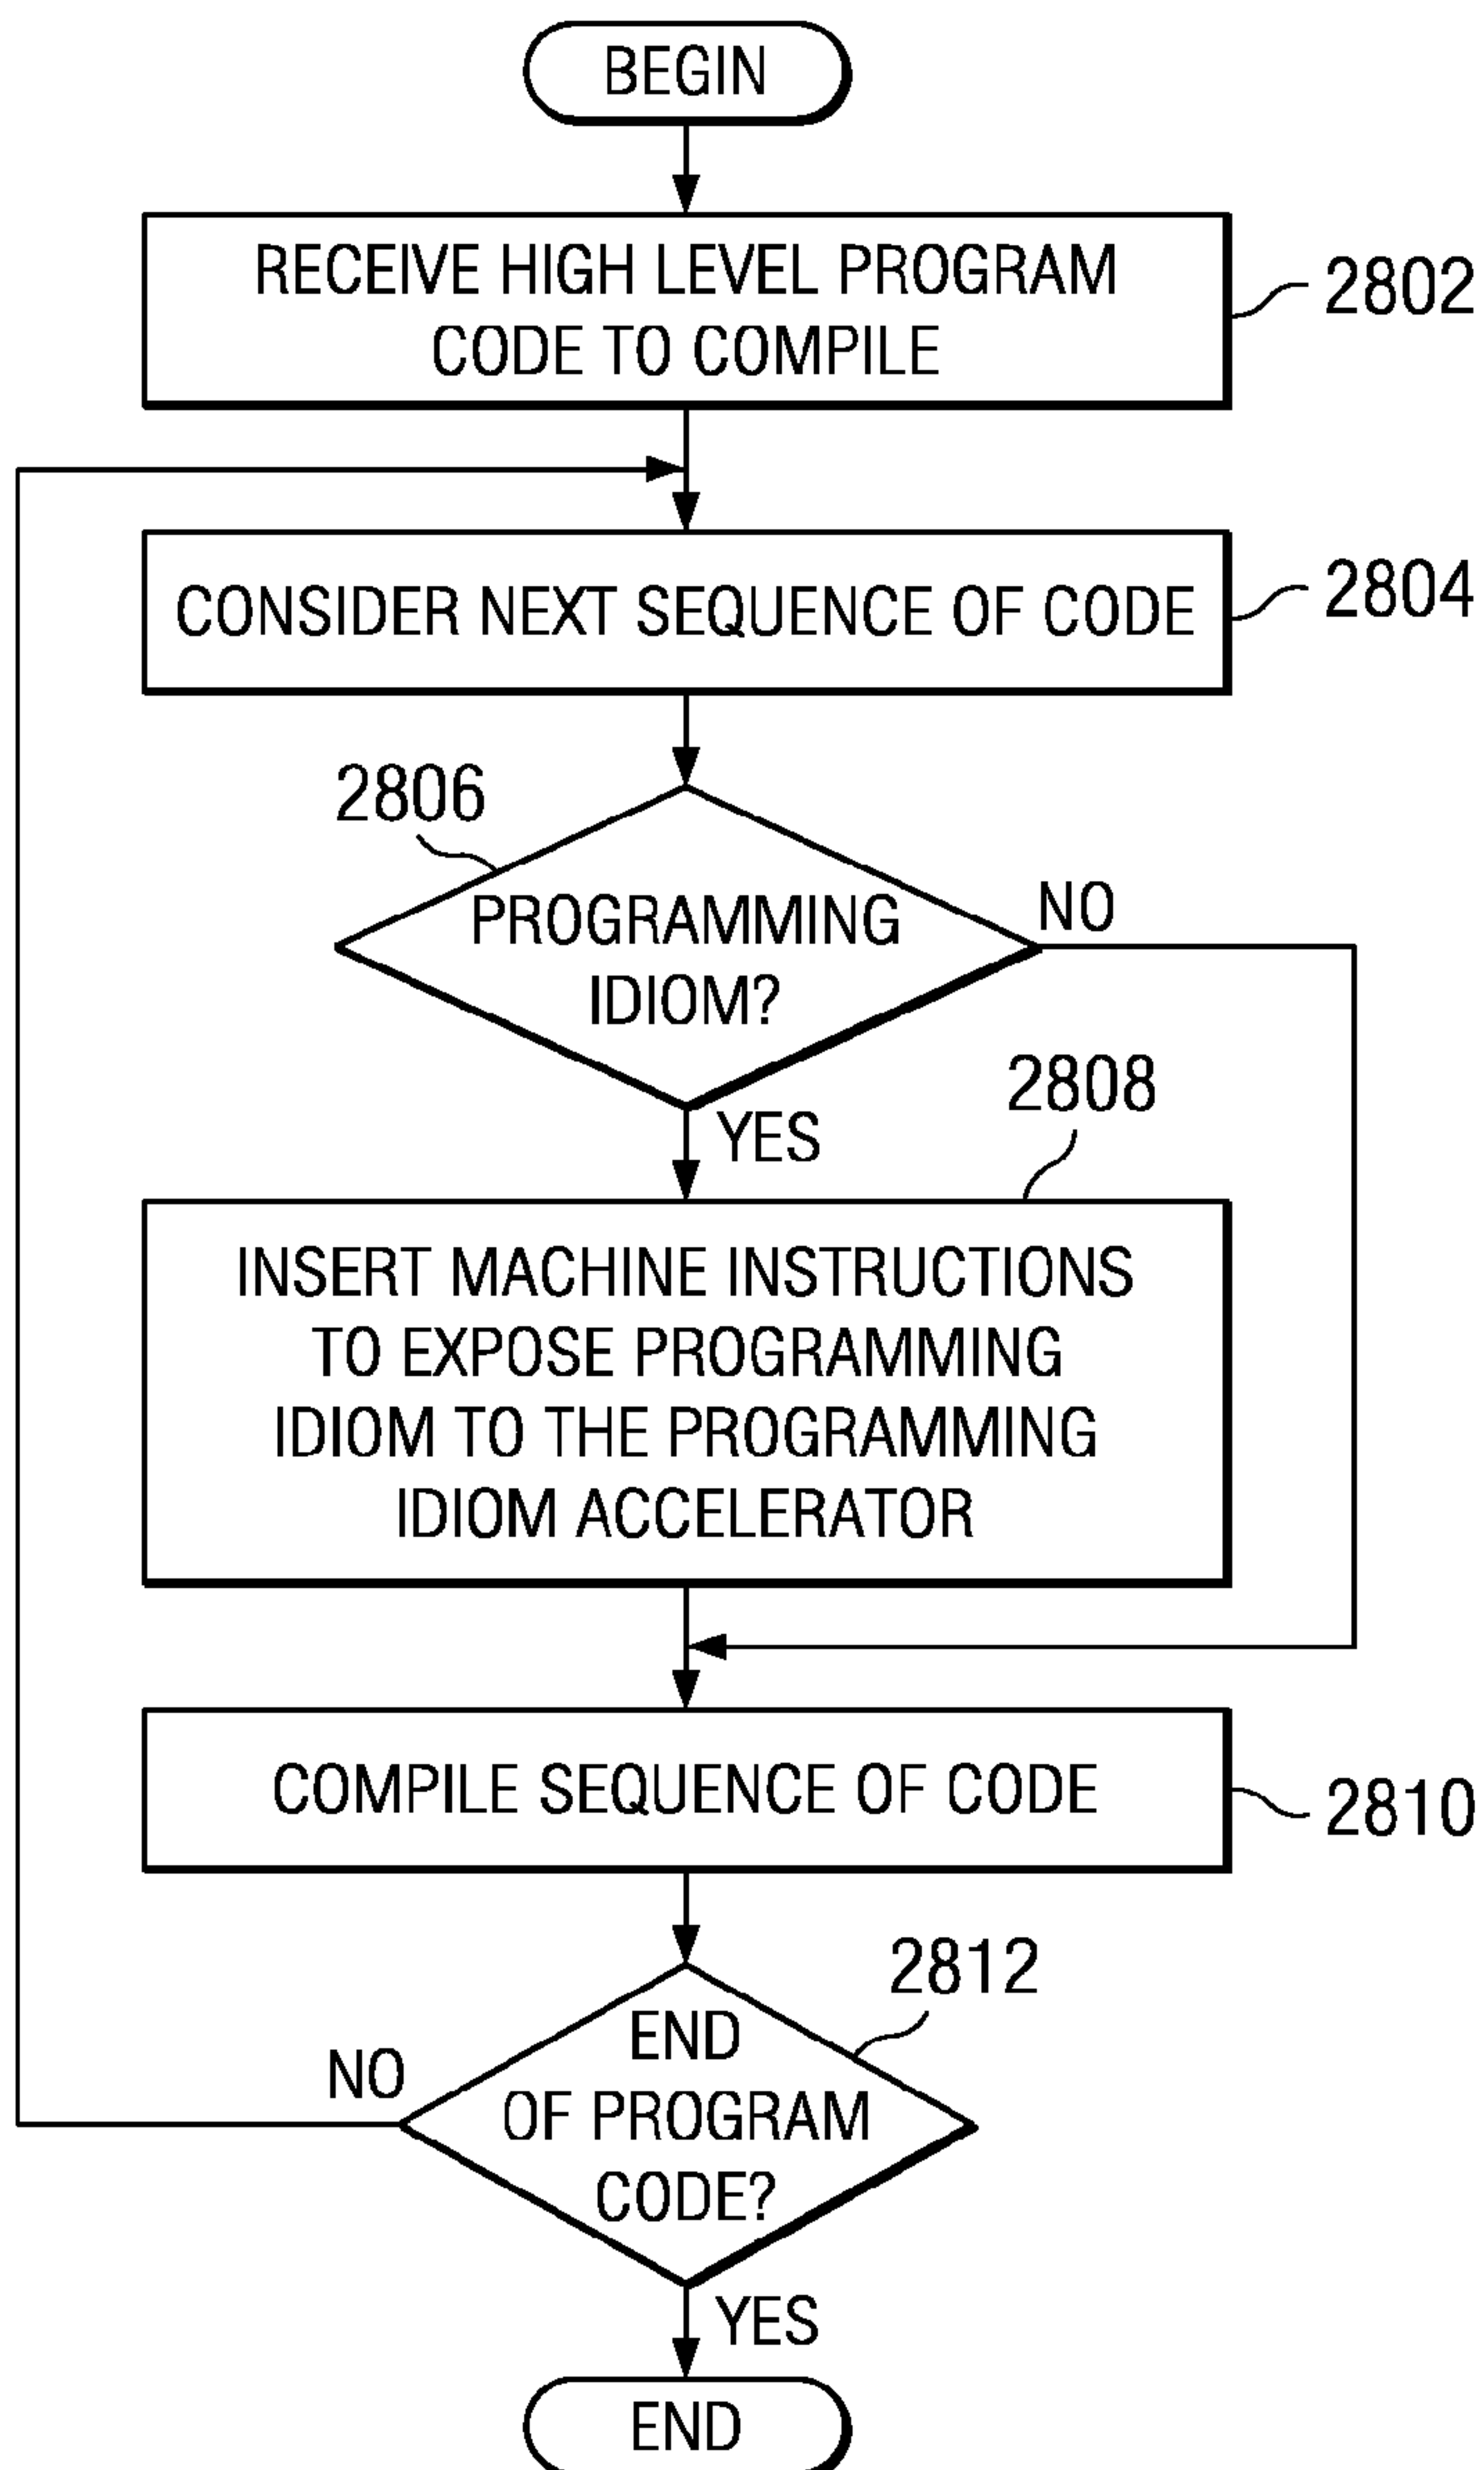 BEGIN
RECEIVE HIGH LEVEL PROGRAM
CODE TO COMPILE
2802
CONSIDER NEXT SEQUENCE OF CODE
2804
2806
PROGRAMMING
IDIOM?
NO
2808
YES
INSERT MACHINE INSTRUCTIONS
TO EXPOSE PROGRAMMING
IDIOM TO THE PROGRAMMING
IDIOM ACCELERATOR
COMPILE SEQUENCE OF CODE
2810
2812
END
OF PROGRAM
CODE?
NO
YES
END